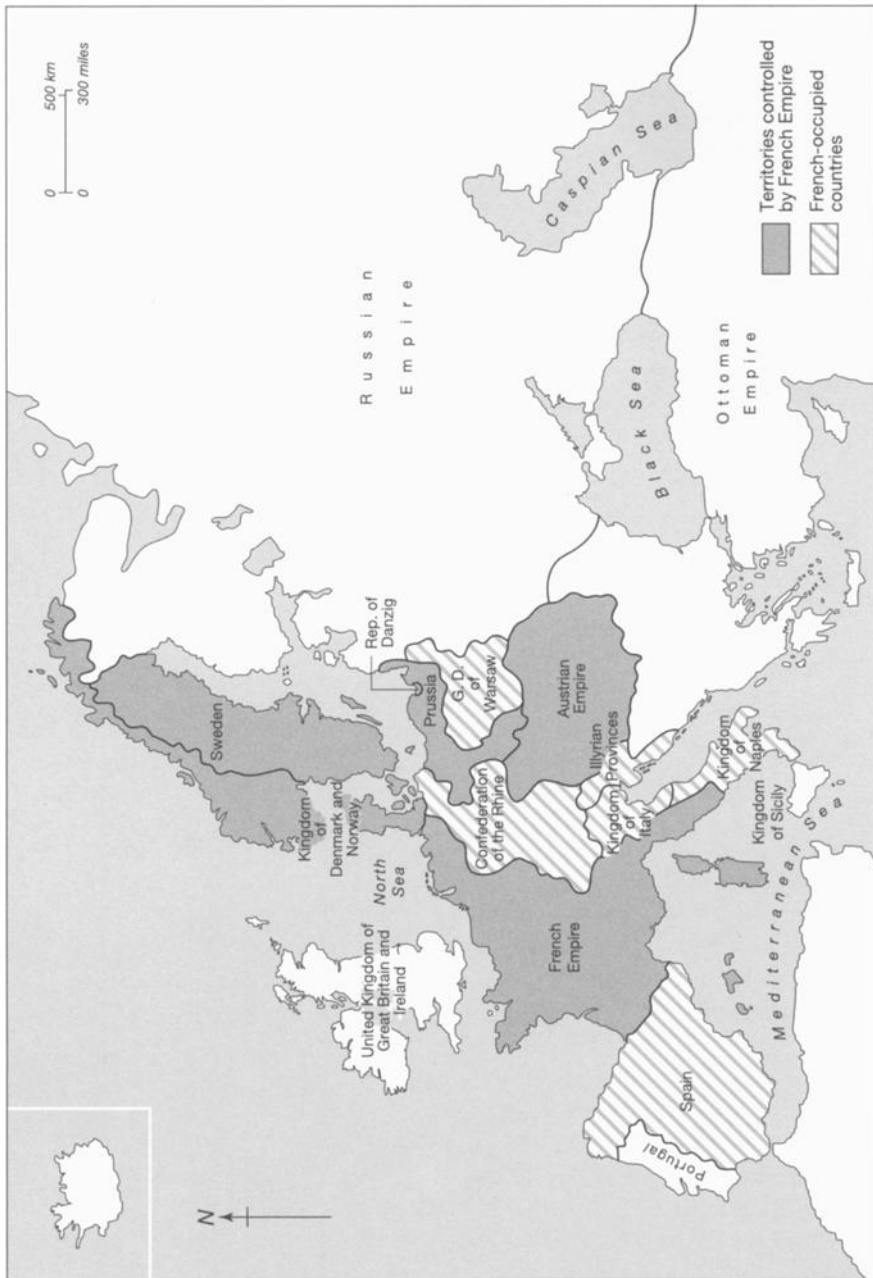 0 500 km
0 300 miles
N
Sweden
Kingdom
of
Denmark and
Norway
North
Sea
United Kingdom of
Great Britain and
Ireland
Russian
Empire
Rep. of
Danzig
Prussia
G. D.
of
Warsaw
Confederation
of the Rhine
French
Empire
Austrian
Empire
Illyrian
Provinces
Kingdom
of
Italy
Kingdom
of
Naples
Kingdom
of Sicily
Spain
Portugal
Mediterranean Sea
Black Sea
Caspian Sea
Ottoman
Empire
Territories controlled
by French Empire
French-occupied
countries